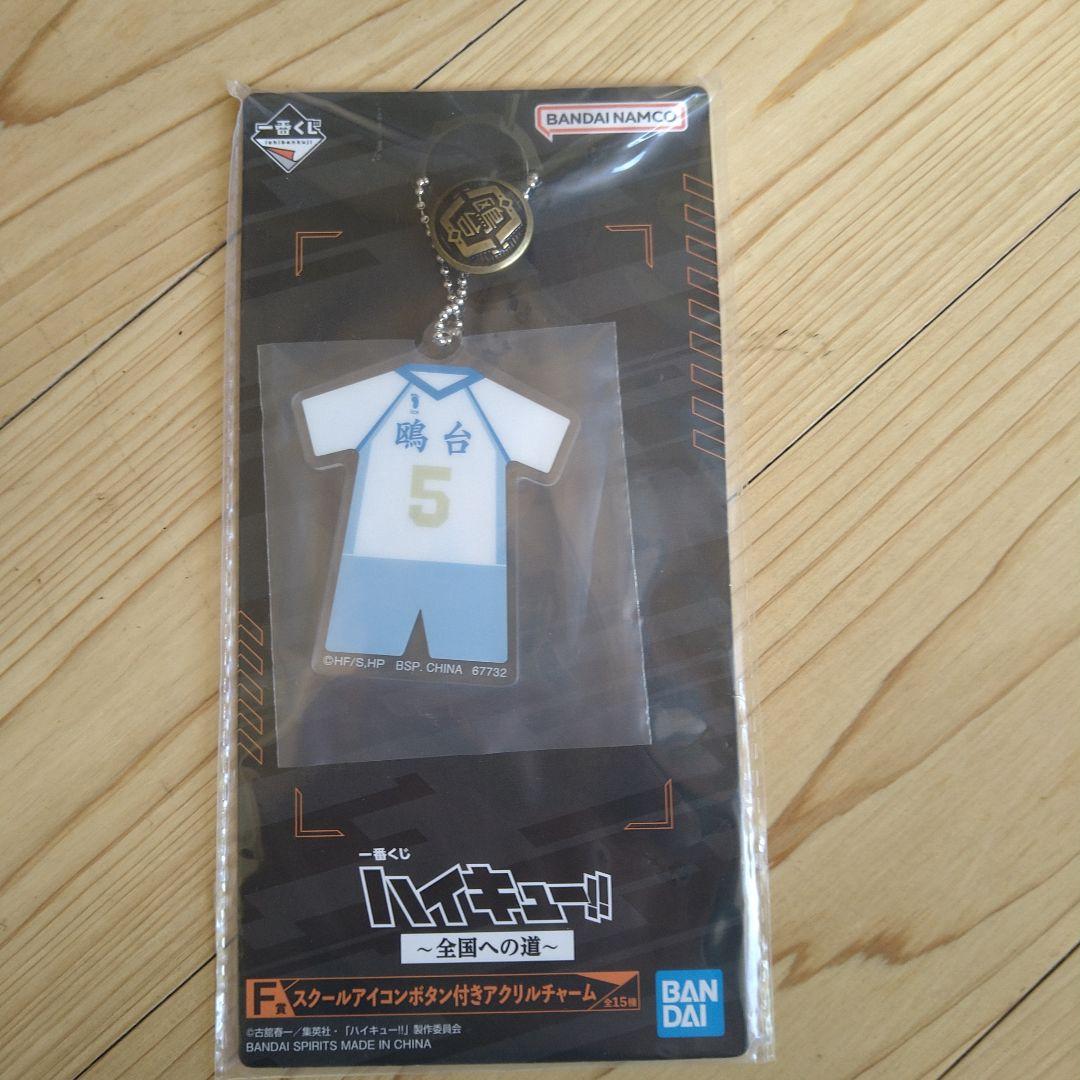 一番くじ
ichibankuji
BANDAI NAMCO
鴎台
鴎台
5
©HF/S,HP BSP. CHINA 67732
一番くじ
ハイキュー!!
～全国への道～
F賞 スクールアイコンボタン付きアクリルチャーム 全15種
©古舘春一／集英社・「ハイキュー!!」製作委員会
BANDAI SPIRITS MADE IN CHINA
BAN
DAI